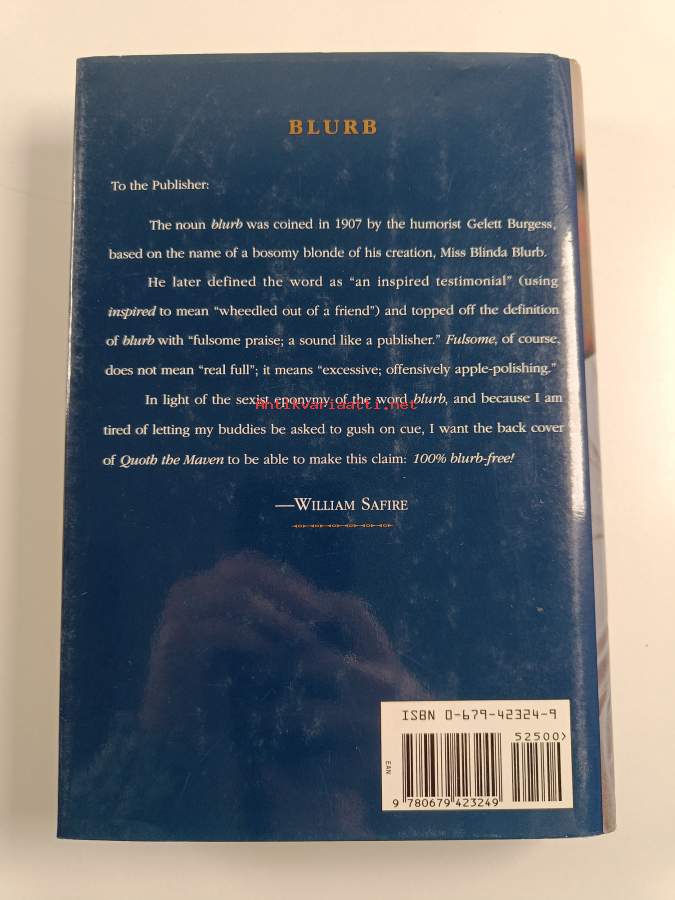 BLURB
To the Publisher:
The noun blurb was coined in 1907 by the humorist Gelett Burgess,
based on the name of a bosomy blonde of his creation, Miss Blinda Blurb.
He later defined the word as “an inspired testimonial” (using
inspired to mean “wheedled out of a friend”) and topped off the definition
of blurb with “fulsome praise; a sound like a publisher.” Fulsome, of course,
does not mean “real full”; it means “excessive; offensively apple-polishing.”
In light of the sexist eponymy of the word blurb, and because I am
Antikvariaatti.net
tired of letting my buddies be asked to gush on cue, I want the back cover
of Quoth the Maven to be able to make this claim: 100% blurb-free!
—WILLIAM SAFIRE
ISBN 0-679-42324-9
52500>
EAN
9 780679 423249